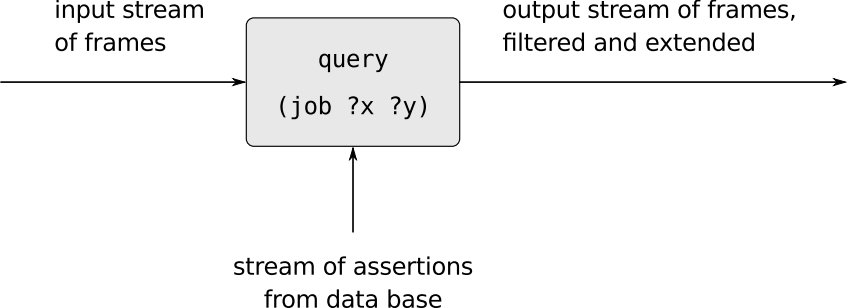 input stream
of frames
output stream of frames,
filtered and extended
query
(job ?x ?y)
stream of assertions
from data base